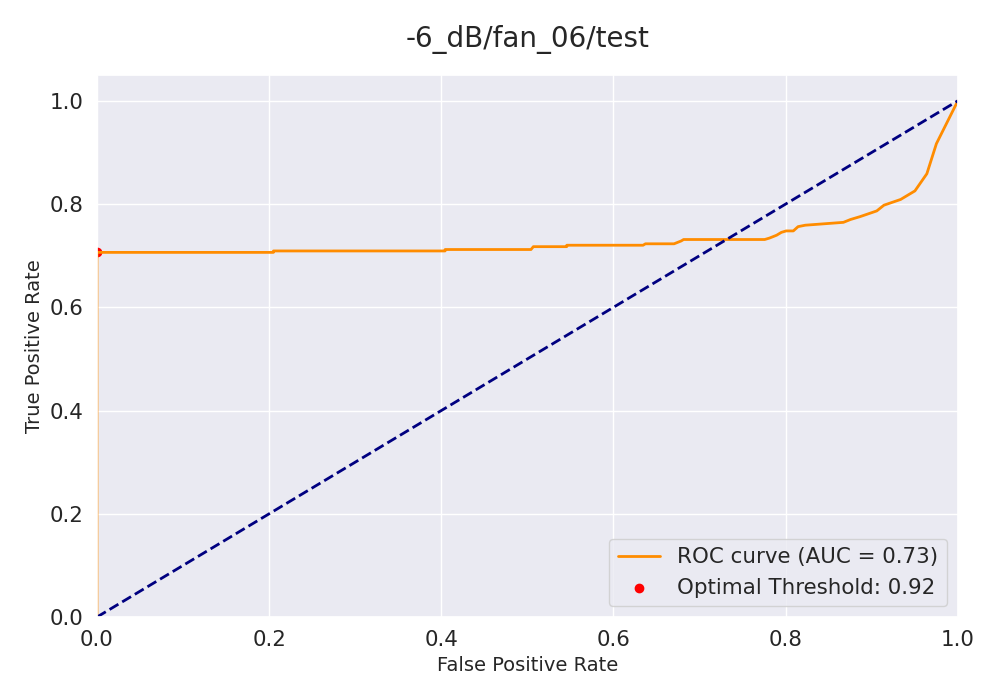 -6_dB/fan_06/test
1.0
0.8
0.6
0.4
0.2
0.0
True Positive Rate
0.0 0.2 0.4 0.6 0.8 1.0
False Positive Rate
ROC curve (AUC = 0.73)
Optimal Threshold: 0.92